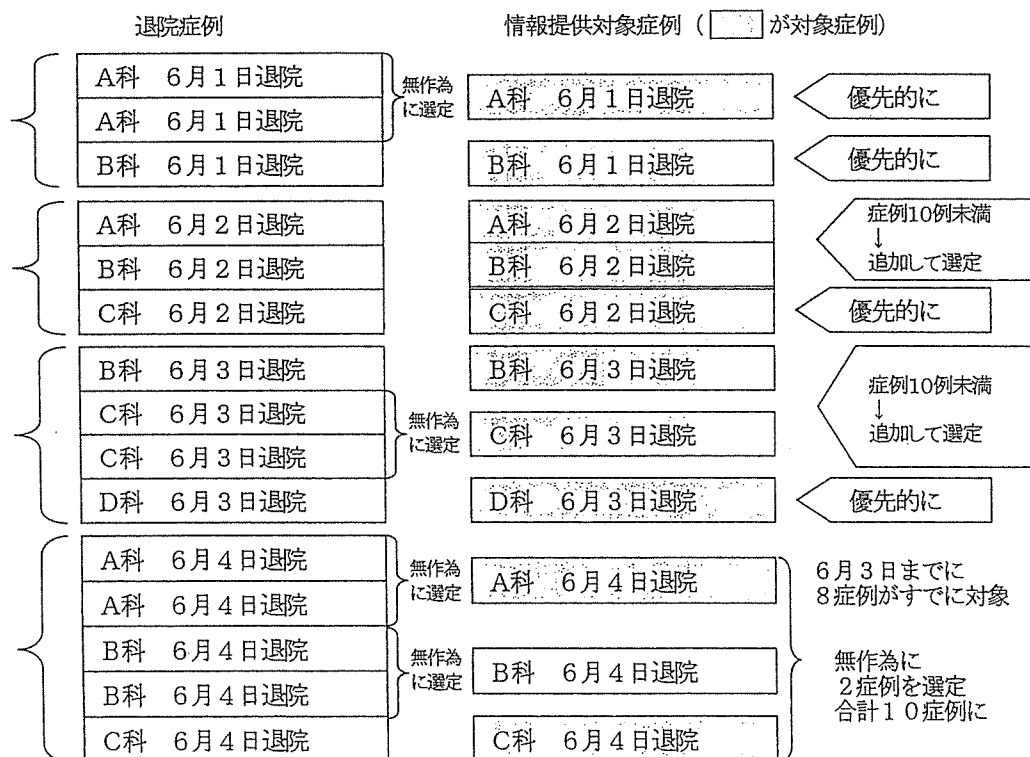 退院症例
情報提供対象症例 ( が対象症例)
A科 6月1日退院
A科 6月1日退院
B科 6月1日退院
無作為
に選定
A科 6月1日退院
優先的に
B科 6月1日退院
優先的に
A科 6月2日退院
B科 6月2日退院
C科 6月2日退院
A科 6月2日退院
B科 6月2日退院
C科 6月2日退院
症例10例未満
↓
追加して選定
優先的に
B科 6月3日退院
C科 6月3日退院
C科 6月3日退院
D科 6月3日退院
無作為
に選定
B科 6月3日退院
C科 6月3日退院
D科 6月3日退院
症例10例未満
↓
追加して選定
優先的に
A科 6月4日退院
A科 6月4日退院
B科 6月4日退院
B科 6月4日退院
C科 6月4日退院
無作為
に選定
無作為
に選定
A科 6月4日退院
B科 6月4日退院
C科 6月4日退院
6月3日までに
8症例がすでに対象
無作為に
2症例を選定
合計10症例に